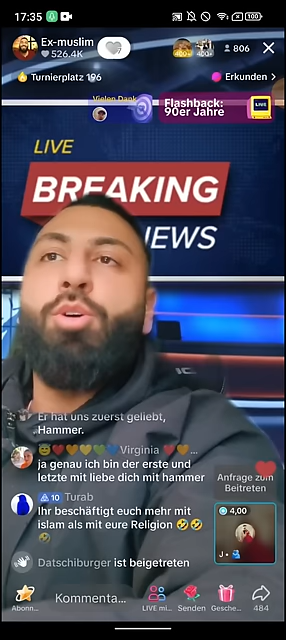 17:35
100
Ex-muslim
526.4K
400+
400+
806
Turnierplatz 196
Erkunden >
Vielen Dank
Flashback:
90er Jahre
LIVE
LIVE
BREAKING
NEWS
Er hat uns zuerst geliebt,
Hammer.
Virginia
ja genau ich bin der erste und
letzte mit liebe dich mit hammer
Anfrage zum
Beitreten
10 Turab
Ihr beschäftigt euch mehr mit
islam als mit eure Religion 🤣🤣
🤣
4,00
J •
Datschiburger ist beigetreten
Abonn...
Kommenta...
LIVE mi...
Senden
Gesche...
484